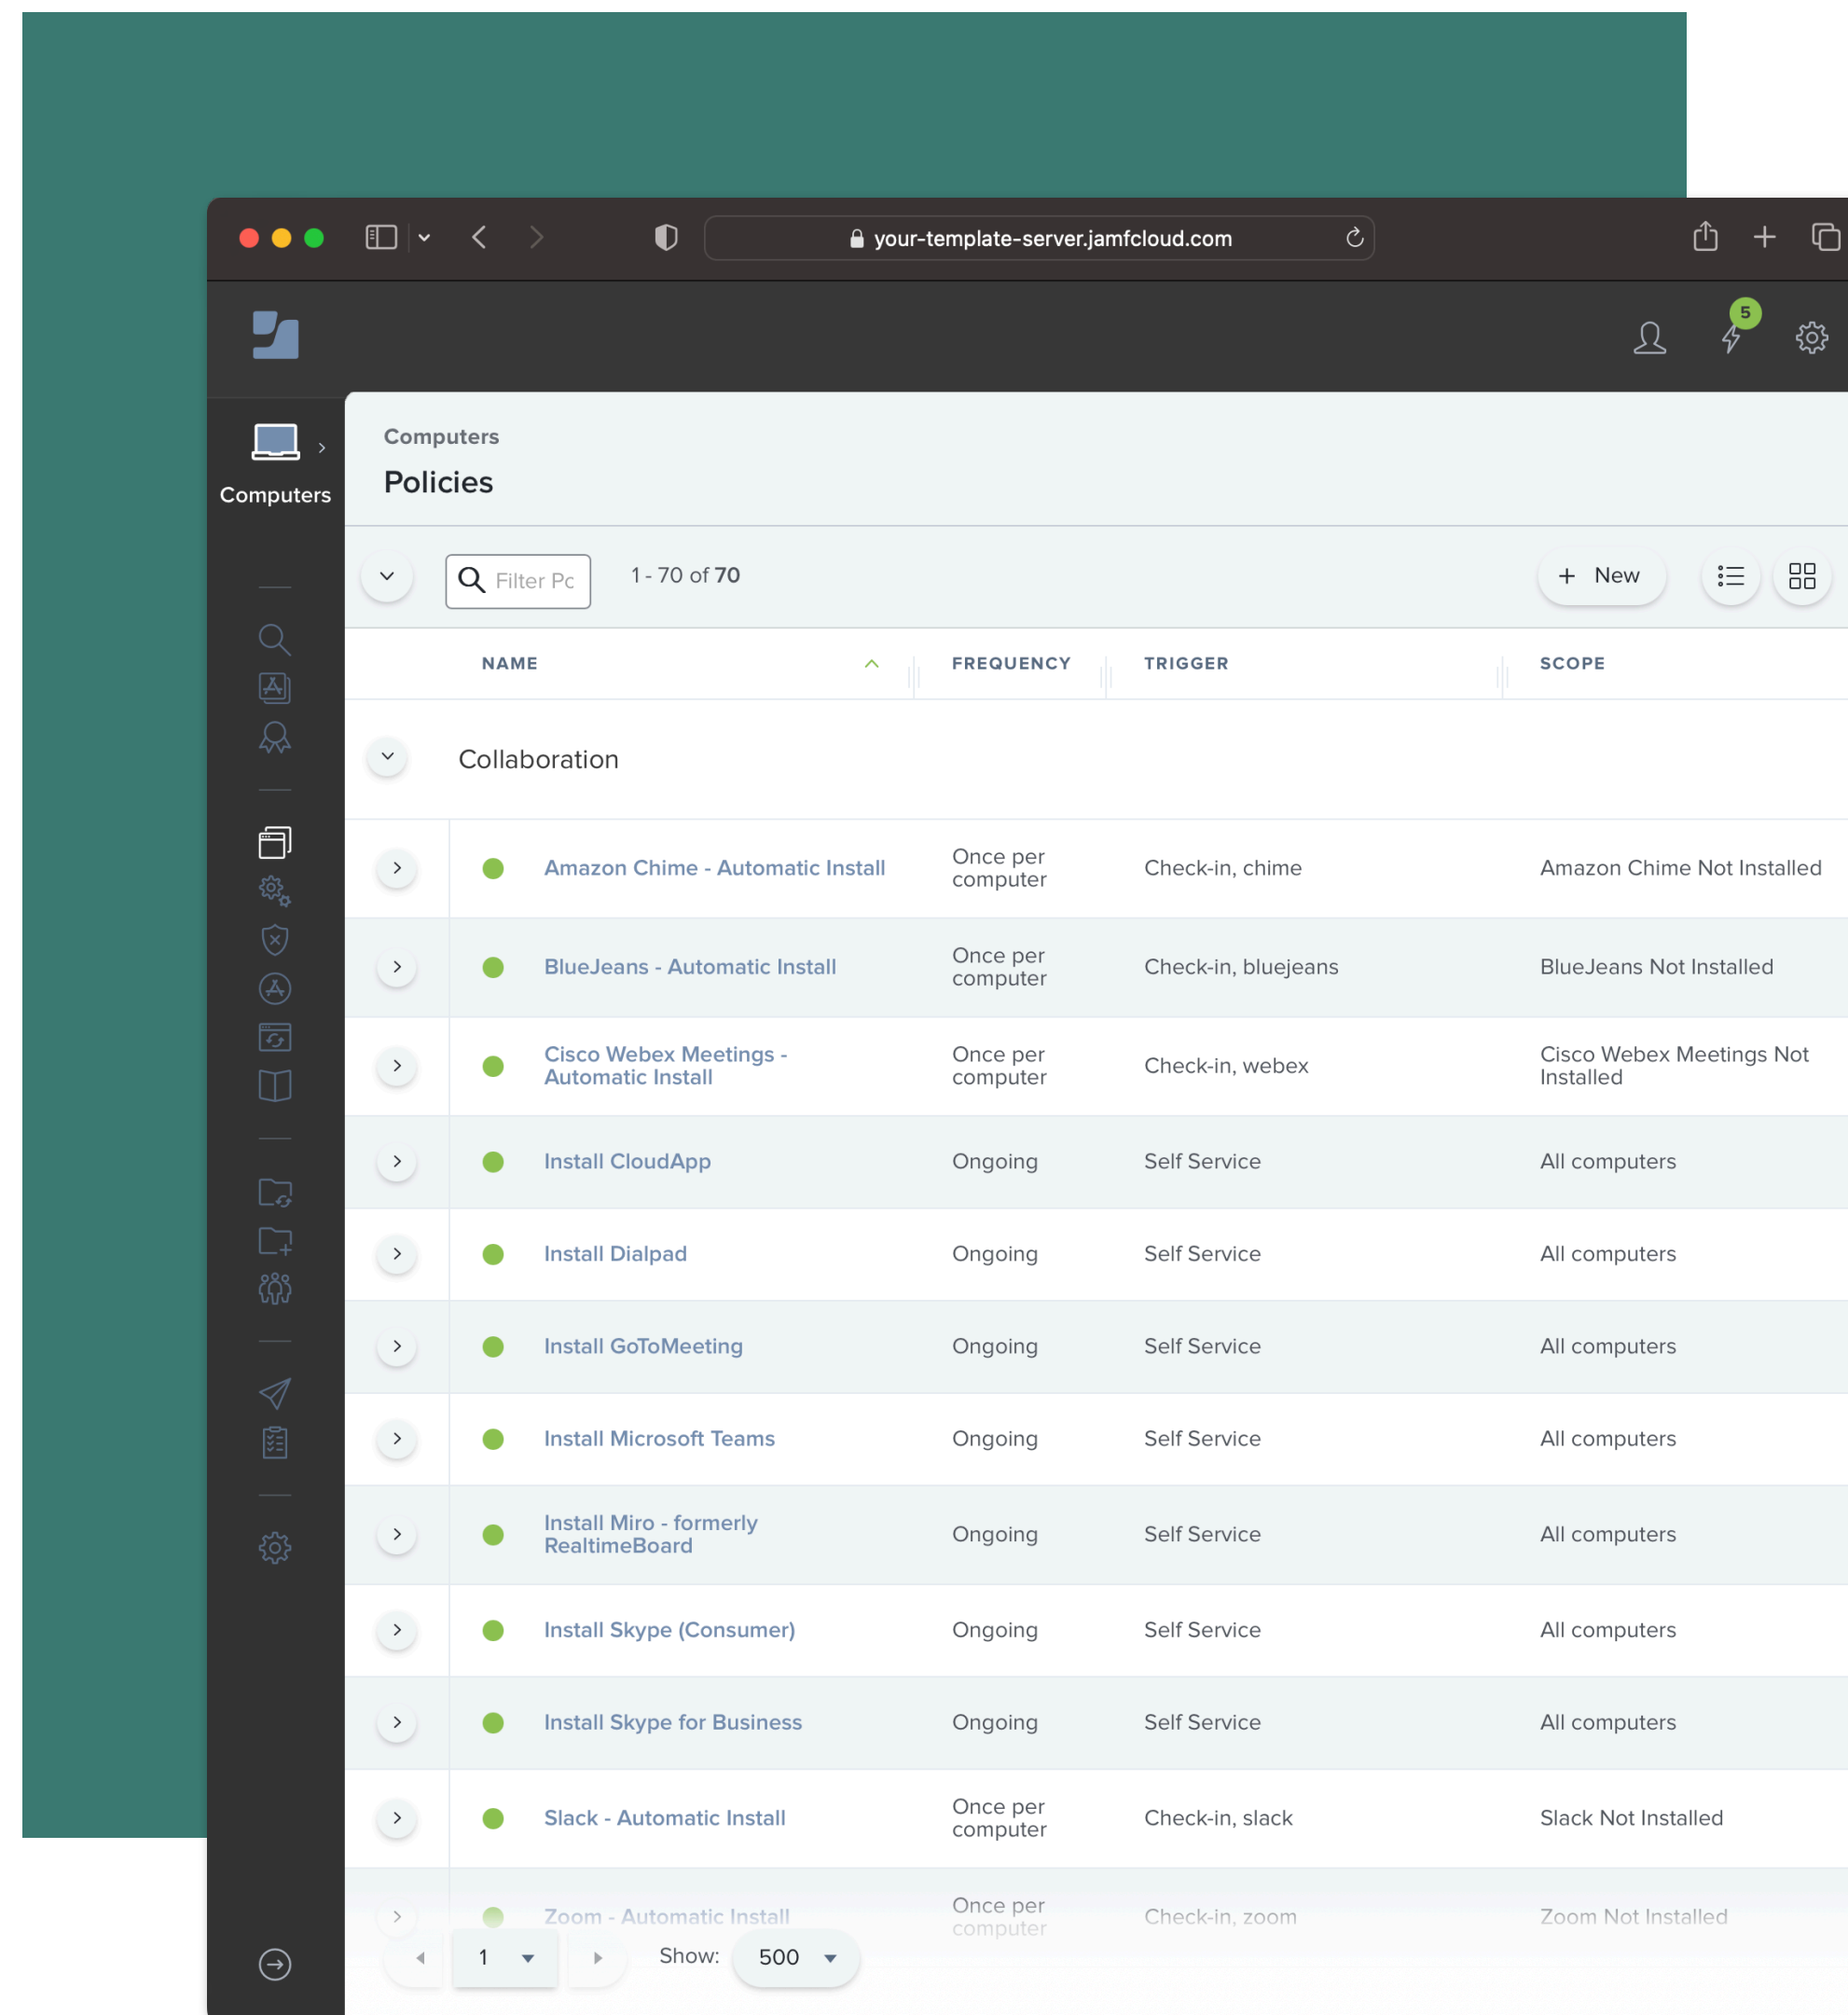 your-template-server.jamfcloud.com
5
Computers
Computers
Policies
Filter Pc
1 - 70 of 70
+ New
NAME FREQUENCY TRIGGER SCOPE
Collaboration
Amazon Chime - Automatic Install Once per computer Check-in, chime Amazon Chime Not Installed
BlueJeans - Automatic Install Once per computer Check-in, bluejeans BlueJeans Not Installed
Cisco Webex Meetings - Automatic Install Once per computer Check-in, webex Cisco Webex Meetings Not Installed
Install CloudApp Ongoing Self Service All computers
Install Dialpad Ongoing Self Service All computers
Install GoToMeeting Ongoing Self Service All computers
Install Microsoft Teams Ongoing Self Service All computers
Install Miro - formerly RealtimeBoard Ongoing Self Service All computers
Install Skype (Consumer) Ongoing Self Service All computers
Install Skype for Business Ongoing Self Service All computers
Slack - Automatic Install Once per computer Check-in, slack Slack Not Installed
Zoom - Automatic Install Once per computer Check-in, zoom Zoom Not Installed
1 Show: 500